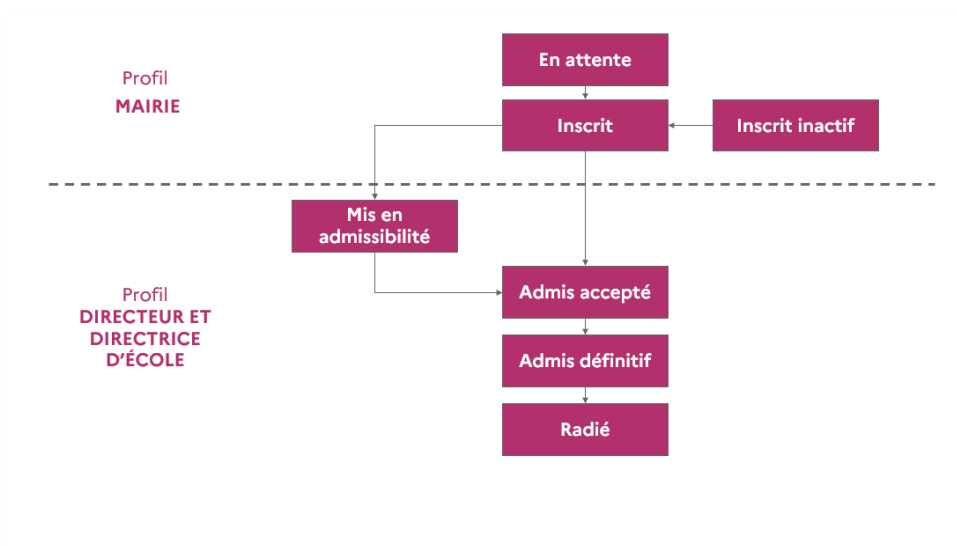 En attente
Profil
MAIRIE
Inscrit
Inscrit inactif
Mis en
admissibilité
Admis accepté
Profil
DIRECTEUR ET
DIRECTRICE
D’ÉCOLE
Admis définitif
Radié